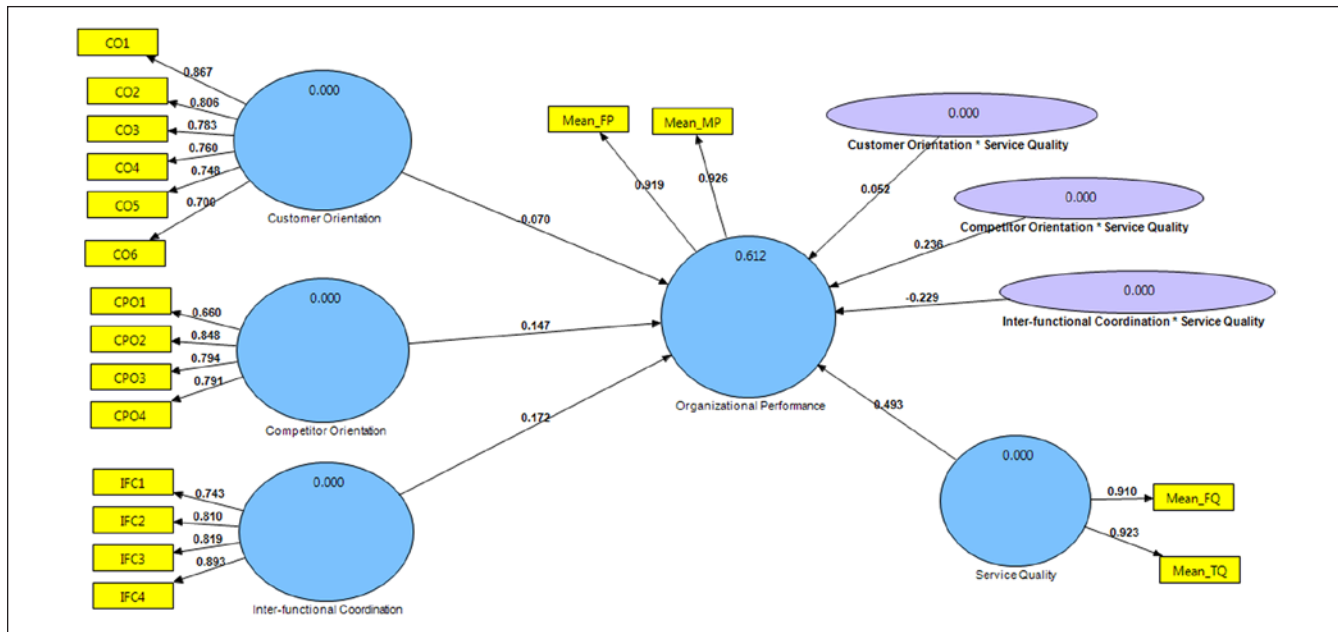 CO1
0.867
0.000
CO2
0.806
CO3
0.783
CO4
0.760
CO5
0.748
0.700
CO6
Customer Orientation
Mean_FP
Mean_MP
0.919
0.926
0.000
Customer Orientation * Service Quality
0.052
0.000
Competitor Orientation * Service Quality
0.236
0.000
Inter-functional Coordination * Service Quality
-0.229
0.070
0.612
Organizational Performance
CPO1
0.660
0.000
CPO2
0.848
CPO3
0.794
CPO4
0.791
Competitor Orientation
0.147
0.172
0.493
IFC1
0.743
0.000
IFC2
0.810
IFC3
0.819
IFC4
0.893
Inter-functional Coordination
0.000
Service Quality
0.910
Mean_FQ
0.923
Mean_TQ